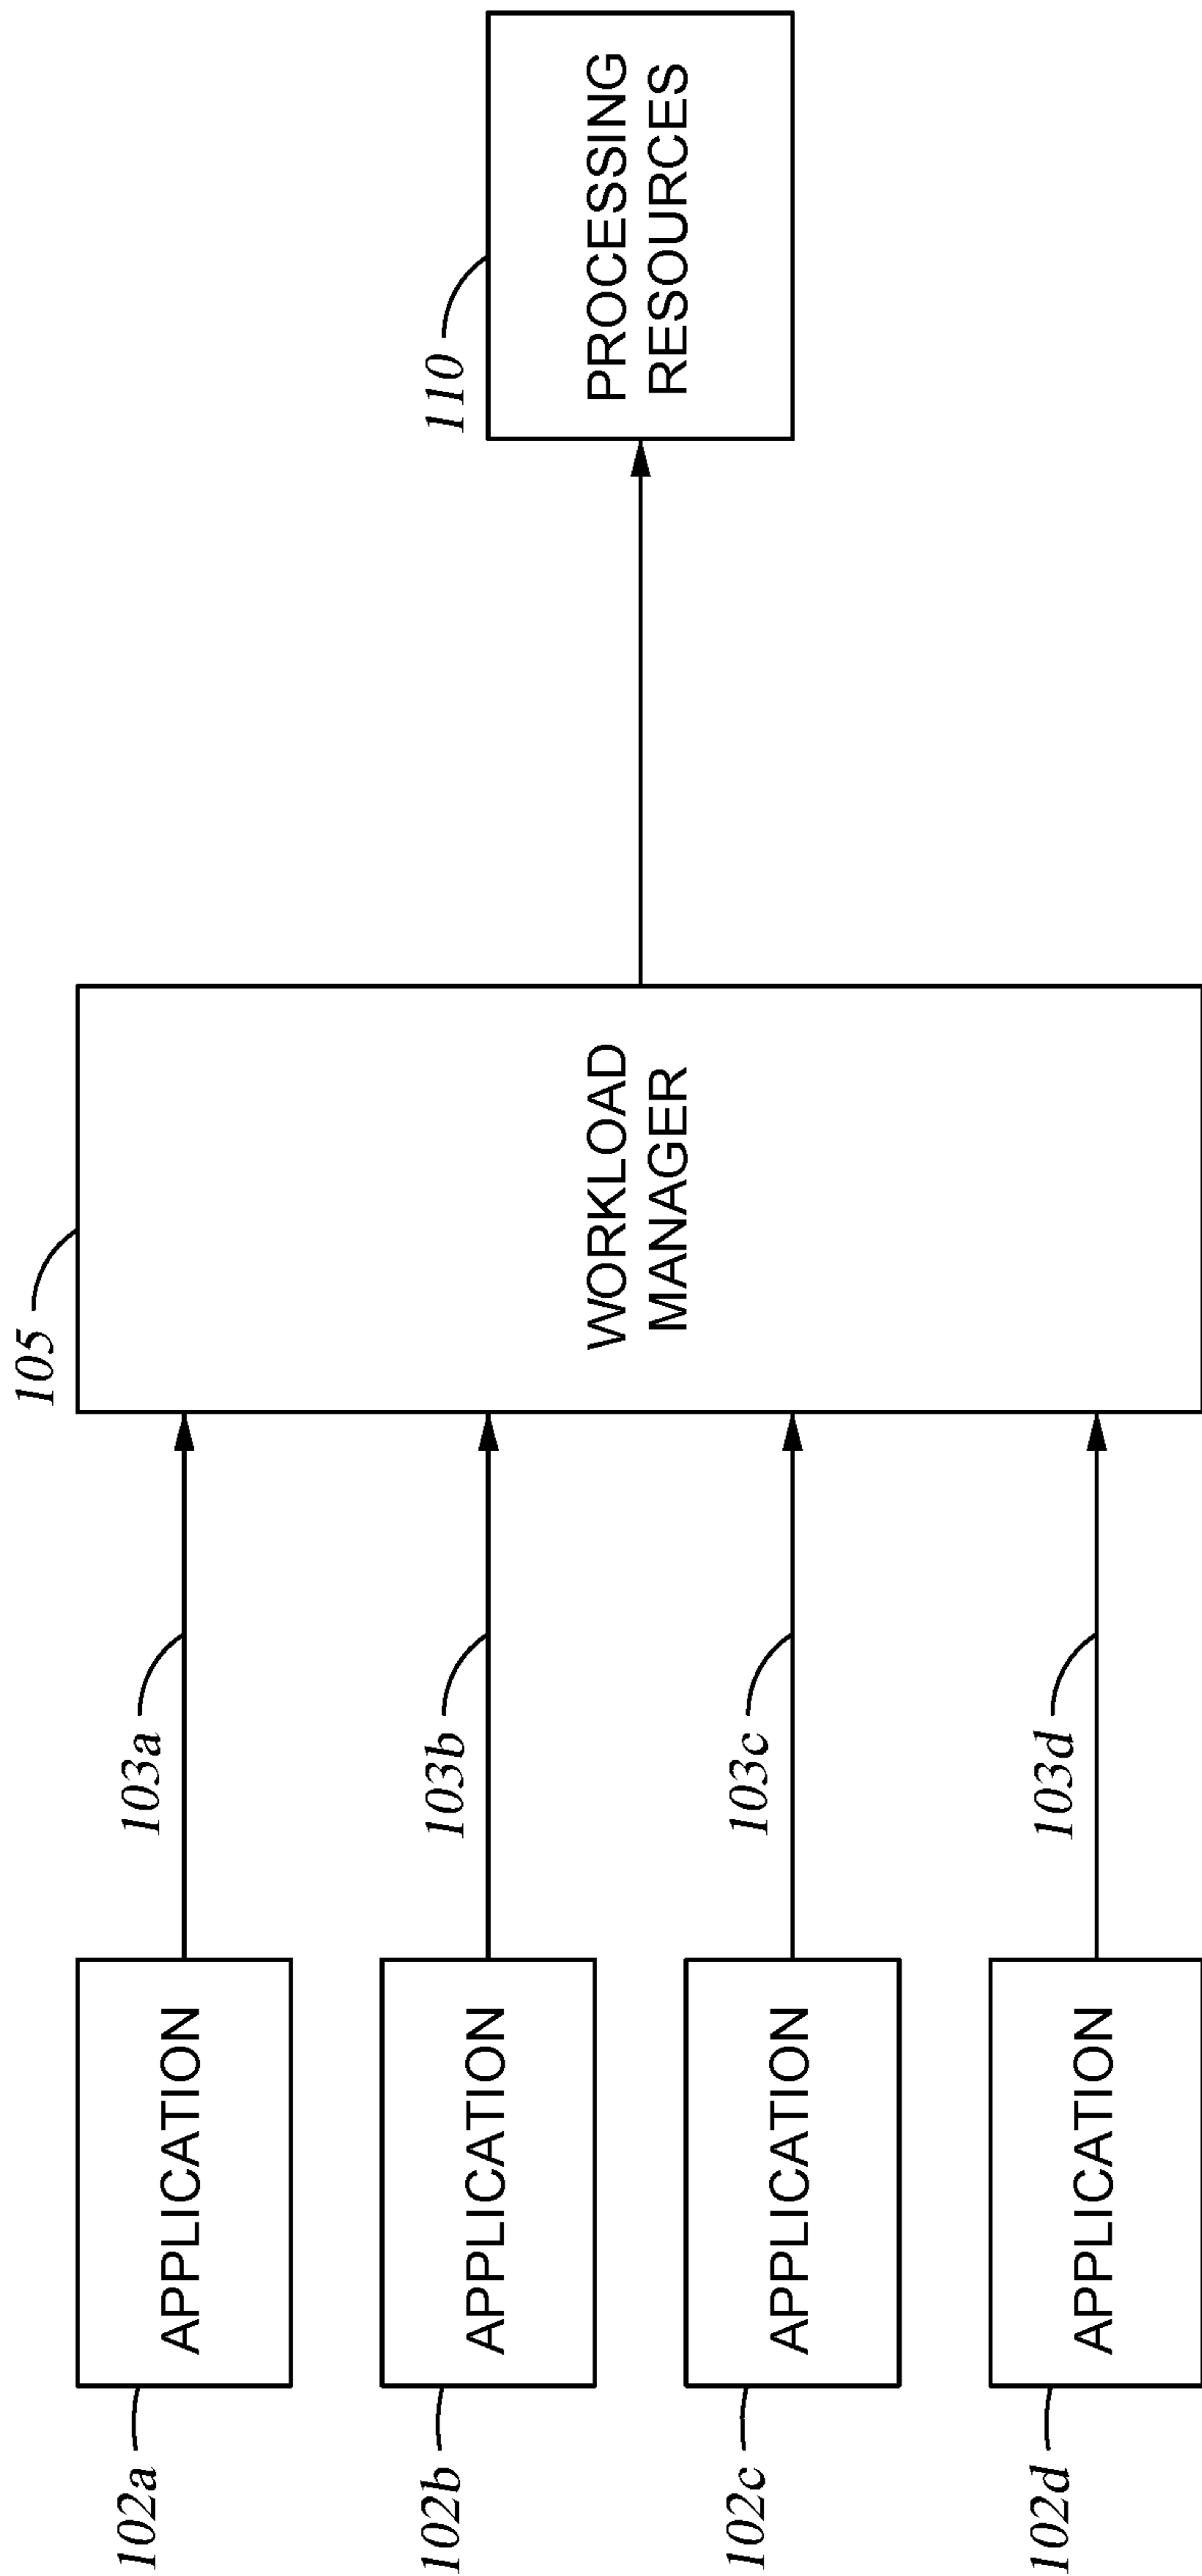 102a
APPLICATION
103a
102b
APPLICATION
103b
102c
APPLICATION
103c
102d
APPLICATION
103d
105
WORKLOAD
MANAGER
110
PROCESSING
RESOURCES